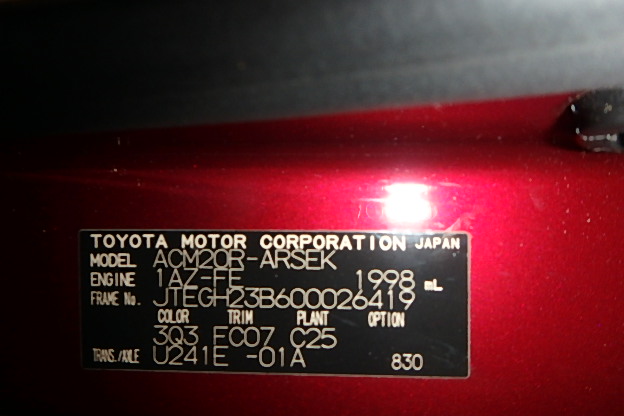 TOYOTA MOTOR CORPORATION JAPAN
MODEL ACM20R-ARSEK
ENGINE 1AZ-FE 1998 mL
FRAME No. JTEGH23B600026419
COLOR TRIM PLANT OPTION
3Q3 FC07 C25
TRANS./AXLE U241E -01A 830